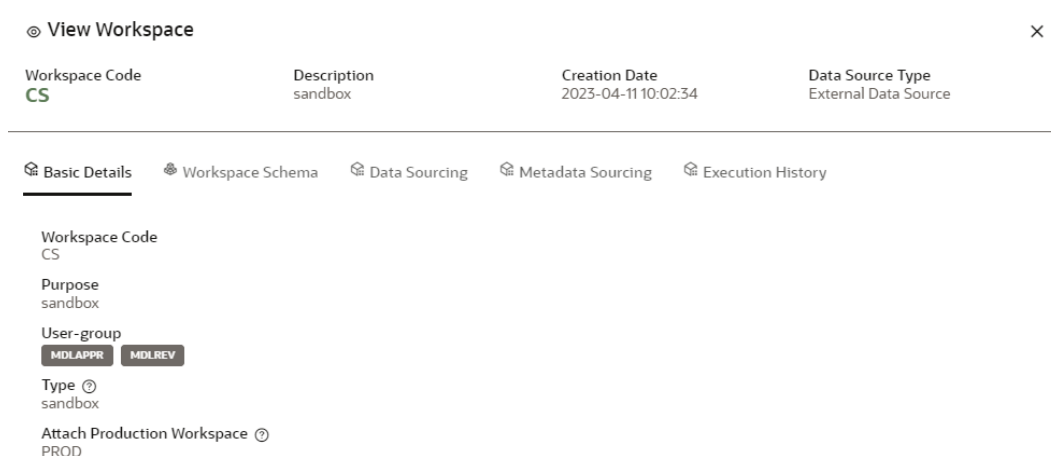 View Workspace
Workspace Code Description Creation Date Data Source Type
CS sandbox 2023-04-11 10:02:34 External Data Source
Basic Details Workspace Schema Data Sourcing Metadata Sourcing Execution History
Workspace Code
CS
Purpose
sandbox
User-group
MDLAPPR MDLREV
Type
sandbox
Attach Production Workspace
PROD